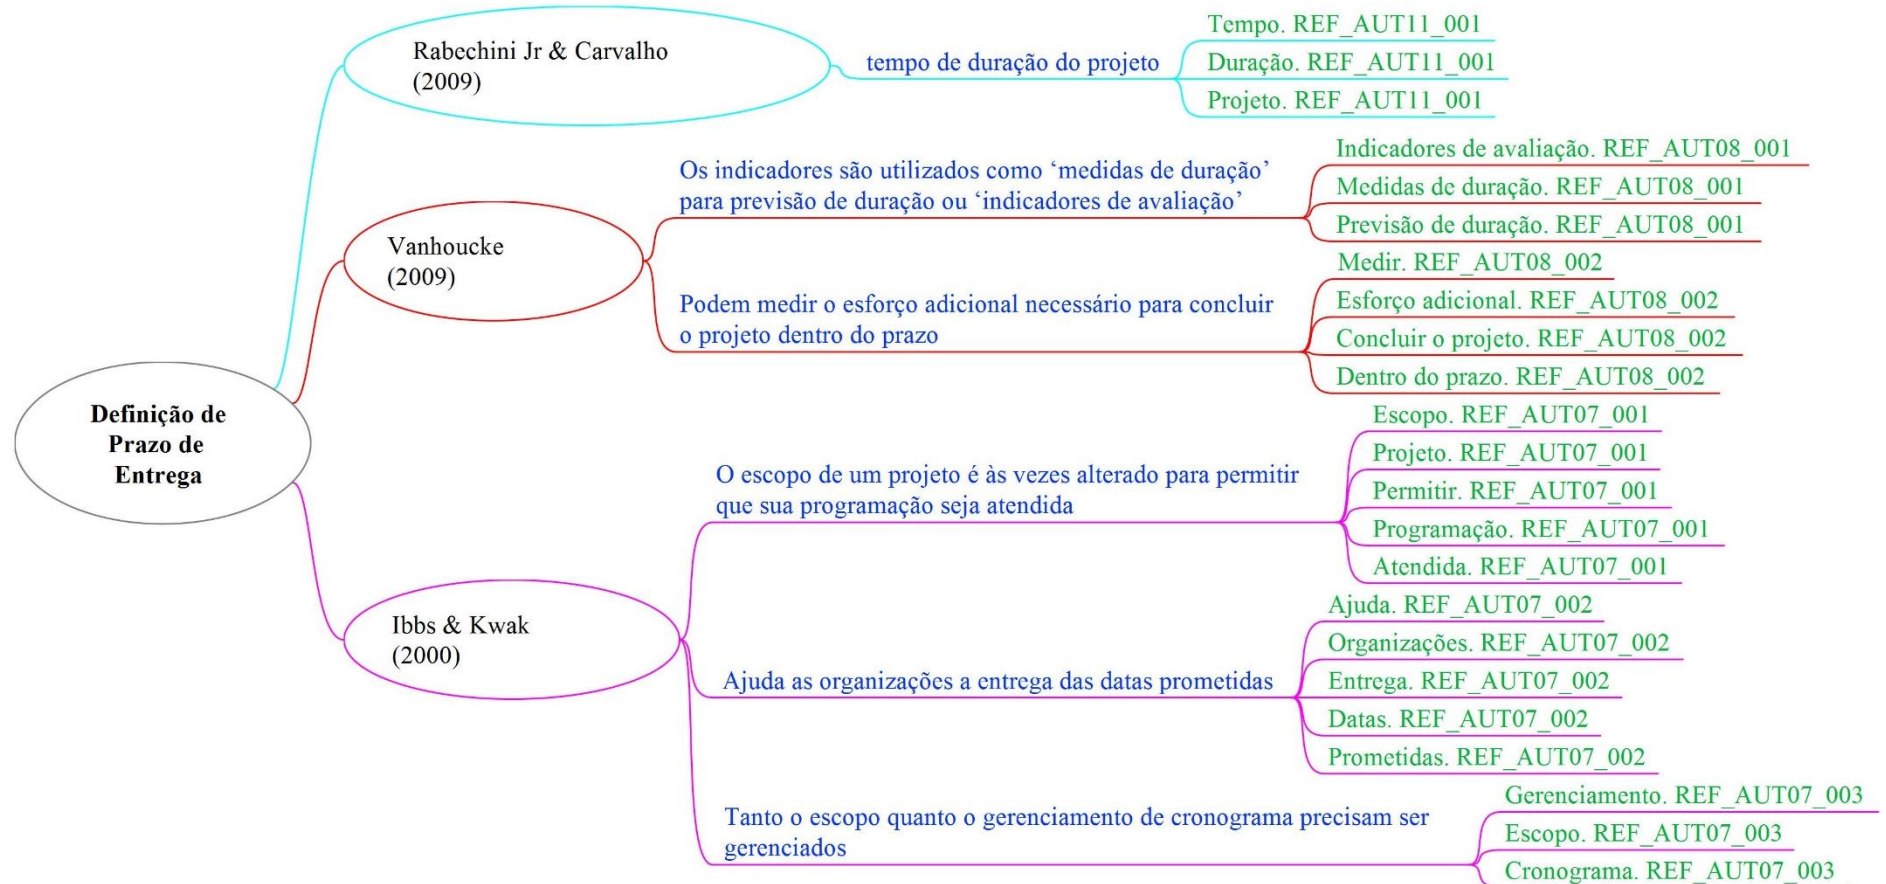 Definição de
Prazo de
Entrega
Rabechini Jr & Carvalho
(2009)
tempo de duração do projeto
Tempo. REF_AUT11_001
Duração. REF_AUT11_001
Projeto. REF_AUT11_001
Vanhoucke
(2009)
Os indicadores são utilizados como ‘medidas de duração’
para previsão de duração ou ‘indicadores de avaliação’
Indicadores de avaliação. REF_AUT08_001
Medidas de duração. REF_AUT08_001
Previsão de duração. REF_AUT08_001
Podem medir o esforço adicional necessário para concluir
o projeto dentro do prazo
Medir. REF_AUT08_002
Esforço adicional. REF_AUT08_002
Concluir o projeto. REF_AUT08_002
Dentro do prazo. REF_AUT08_002
Ibbs & Kwak
(2000)
O escopo de um projeto é às vezes alterado para permitir
que sua programação seja atendida
Escopo. REF_AUT07_001
Projeto. REF_AUT07_001
Permitir. REF_AUT07_001
Programação. REF_AUT07_001
Atendida. REF_AUT07_001
Ajuda as organizações a entrega das datas prometidas
Ajuda. REF_AUT07_002
Organizações. REF_AUT07_002
Entrega. REF_AUT07_002
Datas. REF_AUT07_002
Prometidas. REF_AUT07_002
Tanto o escopo quanto o gerenciamento de cronograma precisam ser
gerenciados
Gerenciamento. REF_AUT07_003
Escopo. REF_AUT07_003
Cronograma. REF_AUT07_003